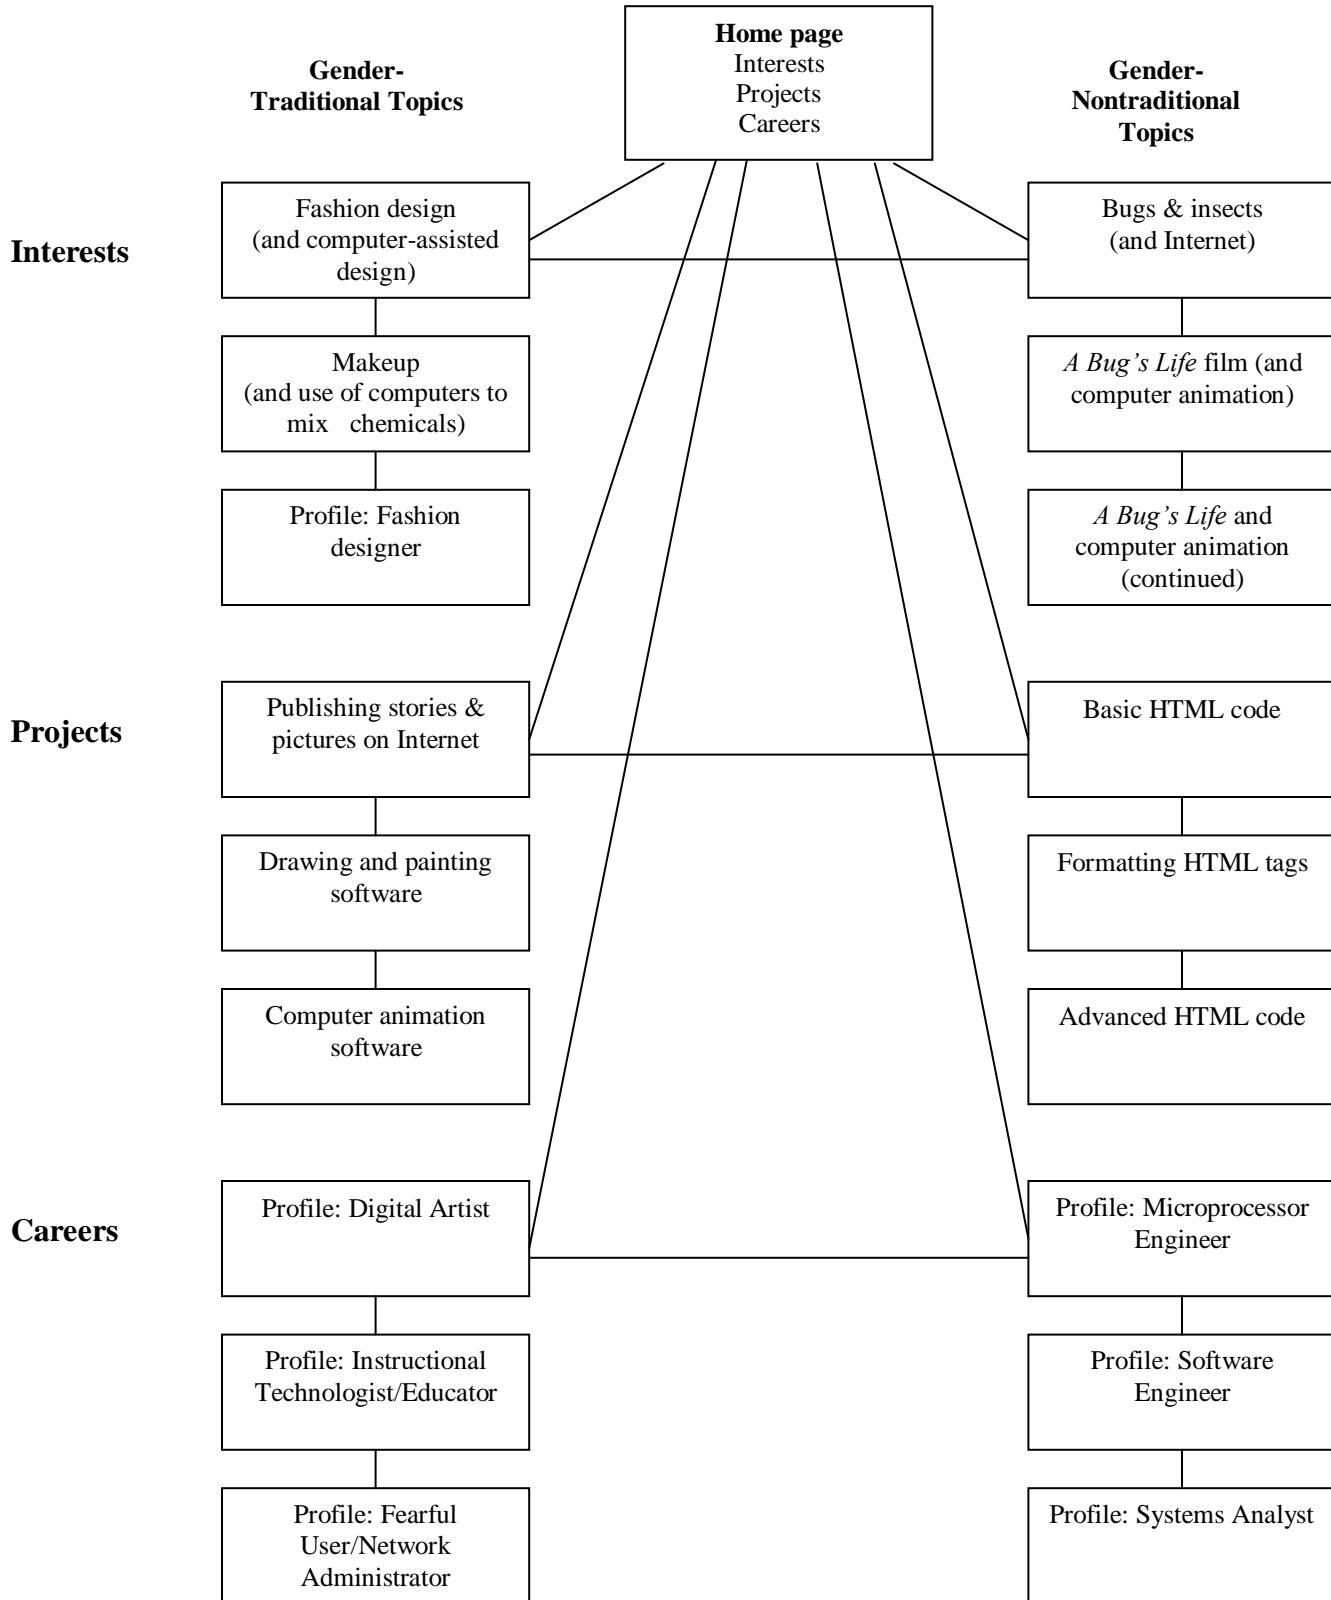 Home page
Interests
Projects
Careers
Gender-
Traditional Topics
Gender-
Nontraditional
Topics
Interests
Fashion design
(and computer-assisted
design)
Bugs & insects
(and Internet)
Makeup
(and use of computers to
mix chemicals)
A Bug’s Life film (and
computer animation)
Profile: Fashion
designer
A Bug’s Life and
computer animation
(continued)
Projects
Publishing stories &
pictures on Internet
Basic HTML code
Drawing and painting
software
Formatting HTML tags
Computer animation
software
Advanced HTML code
Careers
Profile: Digital Artist
Profile: Microprocessor
Engineer
Profile: Instructional
Technologist/Educator
Profile: Software
Engineer
Profile: Fearful
User/Network
Administrator
Profile: Systems Analyst